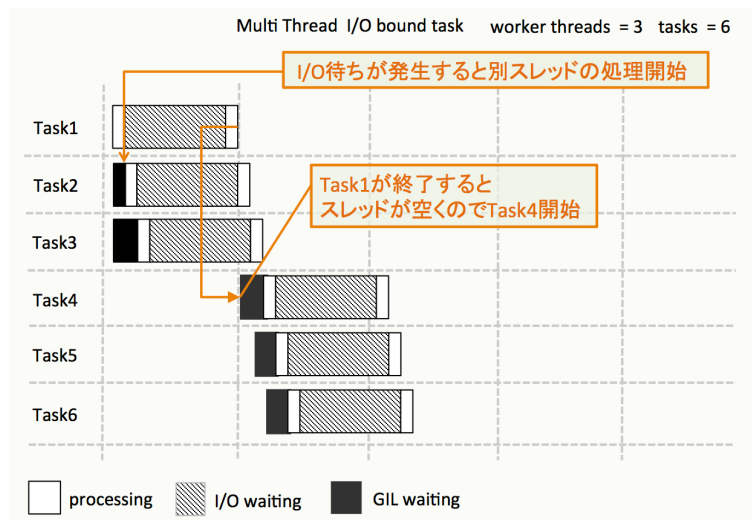 Multi Thread I/O bound task worker threads = 3 tasks = 6
I/O待ちが発生すると別スレッドの処理開始
Task1
Task2
Task1が終了すると
スレッドが空くのでTask4開始
Task3
Task4
Task5
Task6
processing
I/O waiting
GIL waiting